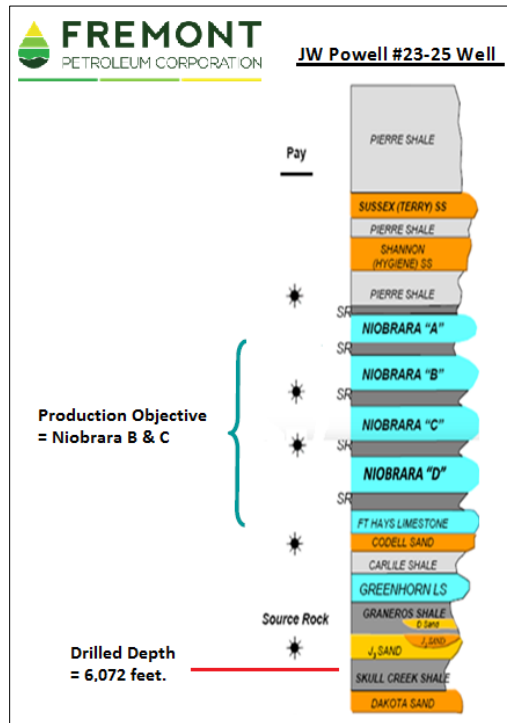 FREMONT
PETROLEUM CORPORATION
JW Powell #23-25 Well
Pay
PIERRE SHALE
SUSSEX (TERRY) SS
PIERRE SHALE
SHANNON
(HYGIENE) SS
PIERRE SHALE
SR
NIOBRARA "A"
SR
NIOBRARA "B"
SR
Production Objective
= Niobrara B & C
NIOBRARA "C"
SR
NIOBRARA "D"
SR
FT HAYS LIMESTONE
CODELL SAND
CARLILE SHALE
GREENHORN LS
GRANEROS SHALE
D Sand
Source Rock
J SAND
J SAND
Drilled Depth
= 6,072 feet.
SKULL CREEK SHALE
DAKOTA SAND